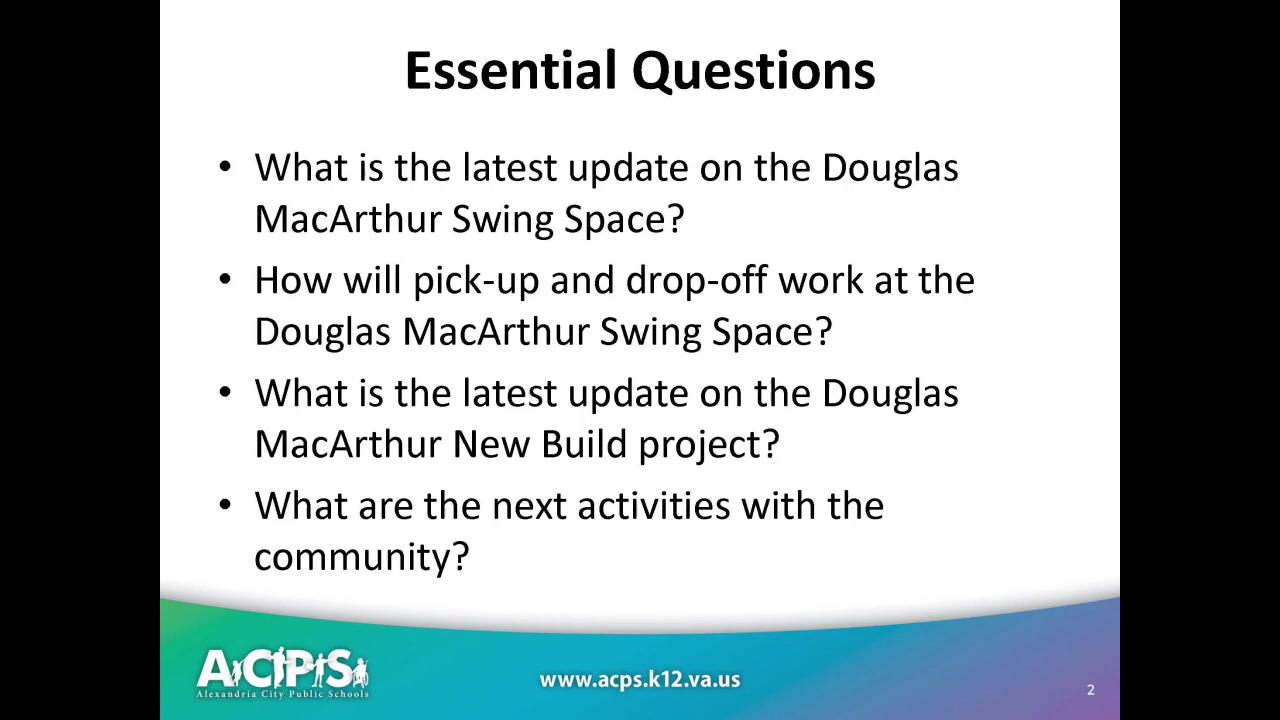 Essential Questions
• What is the latest update on the Douglas
MacArthur Swing Space?
• How will pick-up and drop-off work at the
Douglas MacArthur Swing Space?
• What is the latest update on the Douglas
MacArthur New Build project?
• What are the next activities with the
community?
ACPS
Alexandria City Public Schools
www.acps.k12.va.us
2